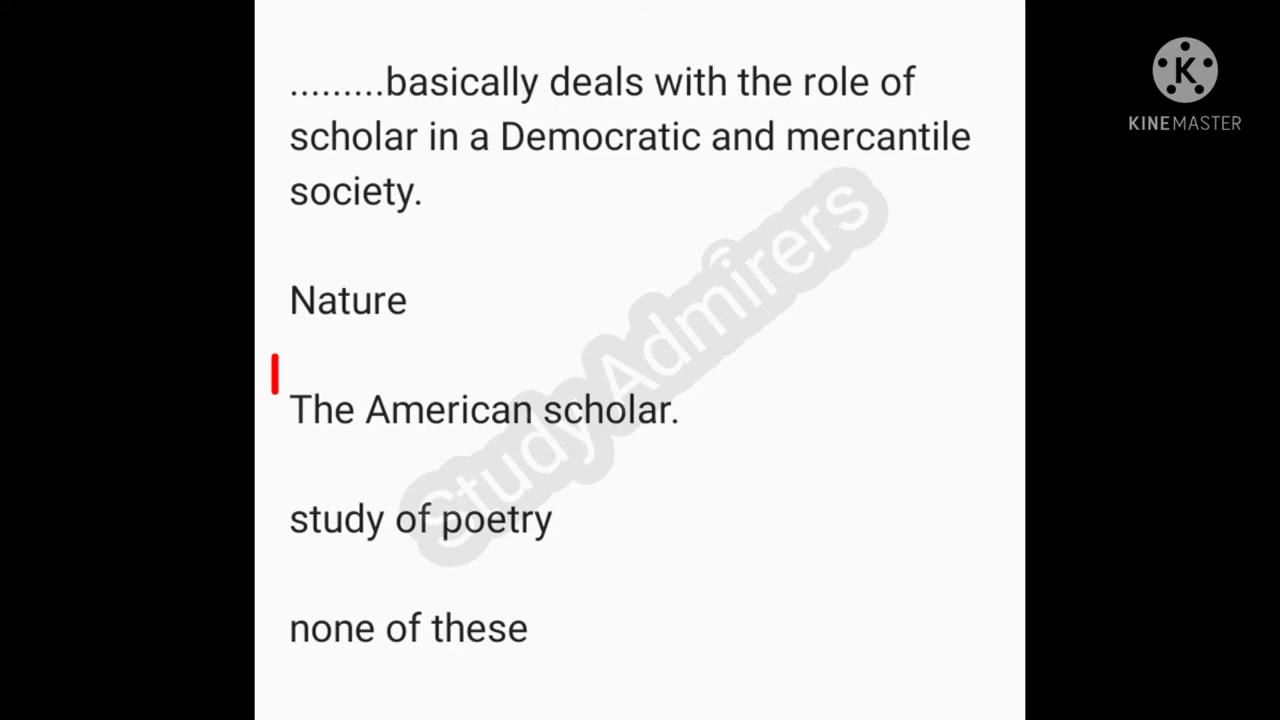 .........basically deals with the role of
scholar in a Democratic and mercantile
society.
Nature
The American scholar.
study of poetry
none of these
Study Admirers
K
KINEMASTER